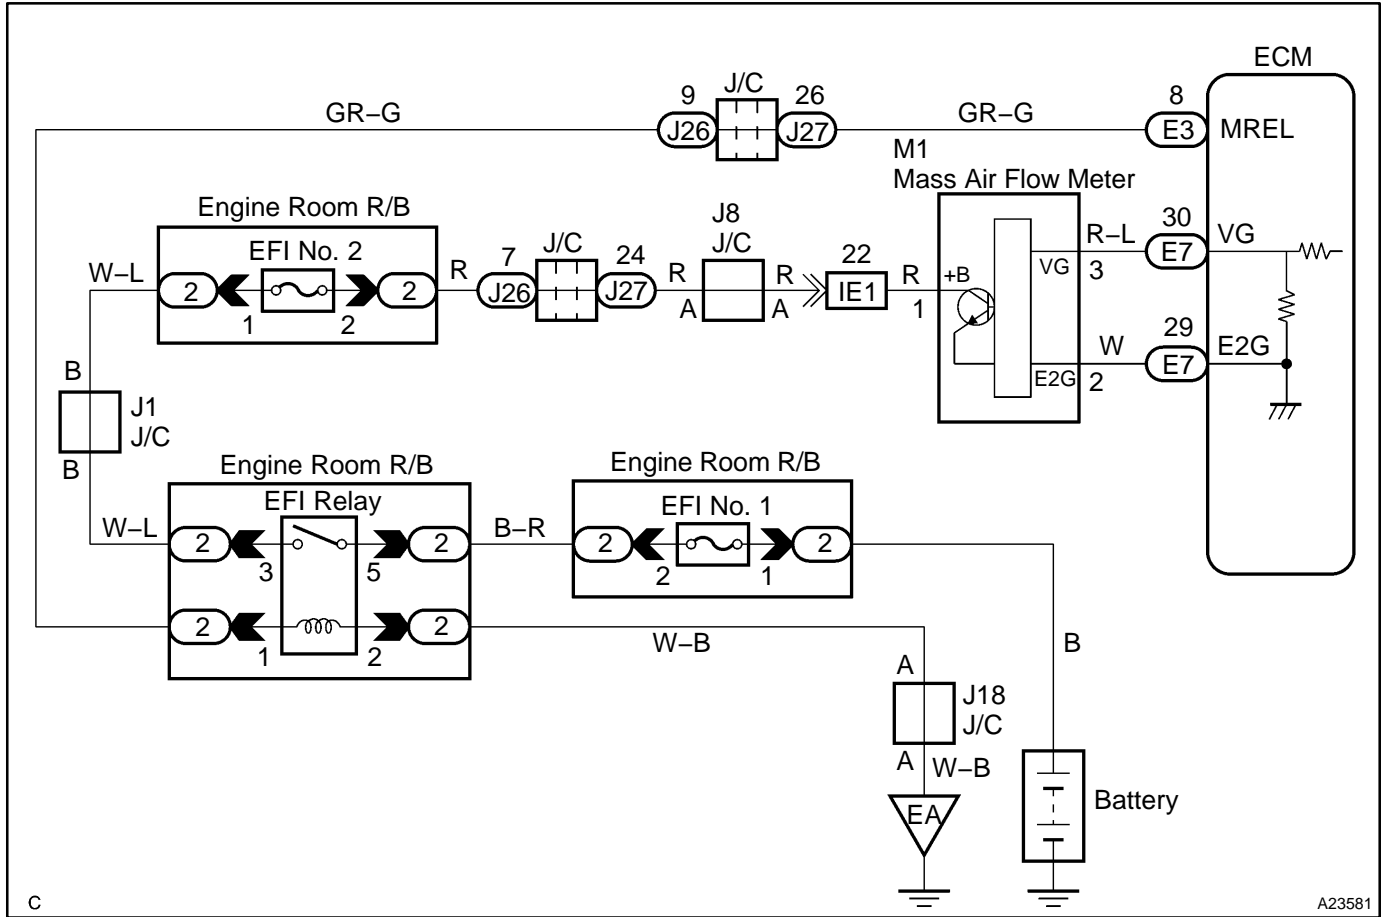 ECM
9
J/C
26
8
GR−G
J26
J27
GR−G
E3
MREL
M1
Mass Air Flow Meter
Engine Room R/B
EFI No. 2
W−L
2
1
2
2
R
7
J26
J/C
24
J27
R
A
J8
J/C
R
A
22
IE1
R
1
+B
VG
R−L
3
30
E7
VG
E2G
W
2
29
E7
E2G
B
J1
J/C
B
Engine Room R/B
EFI Relay
W−L
2
3
5
2
B−R
Engine Room R/B
EFI No. 1
2
2
1
2
2
1
2
2
W−B
B
A
J18
J/C
A
W−B
EA
Battery
C
A23581